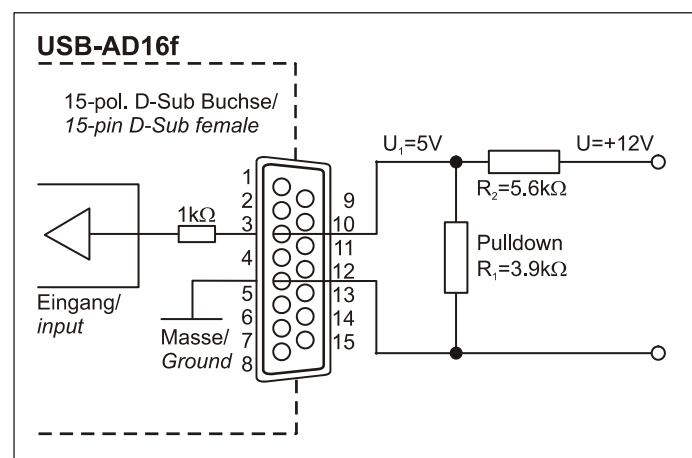 USB-AD16f
15-pol. D-Sub Buchse/
15-pin D-Sub female
U₁=5V
U=+12V
1
2
3
4
5
6
7
8
9
10
11
12
13
14
15
R₂=5.6kΩ
1kΩ
Pulldown
R₁=3.9kΩ
Eingang/
input
Masse/
Ground